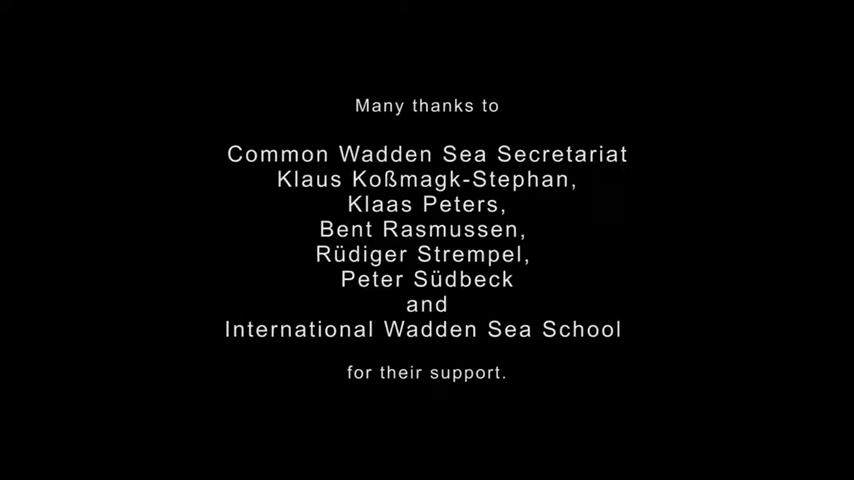 Many thanks to
Common Wadden Sea Secretariat
Klaus Koßmagk-Stephan,
Klaas Peters,
Bent Rasmussen,
Rüdiger Strempel,
Peter Südbeck
and
International Wadden Sea School
for their support.